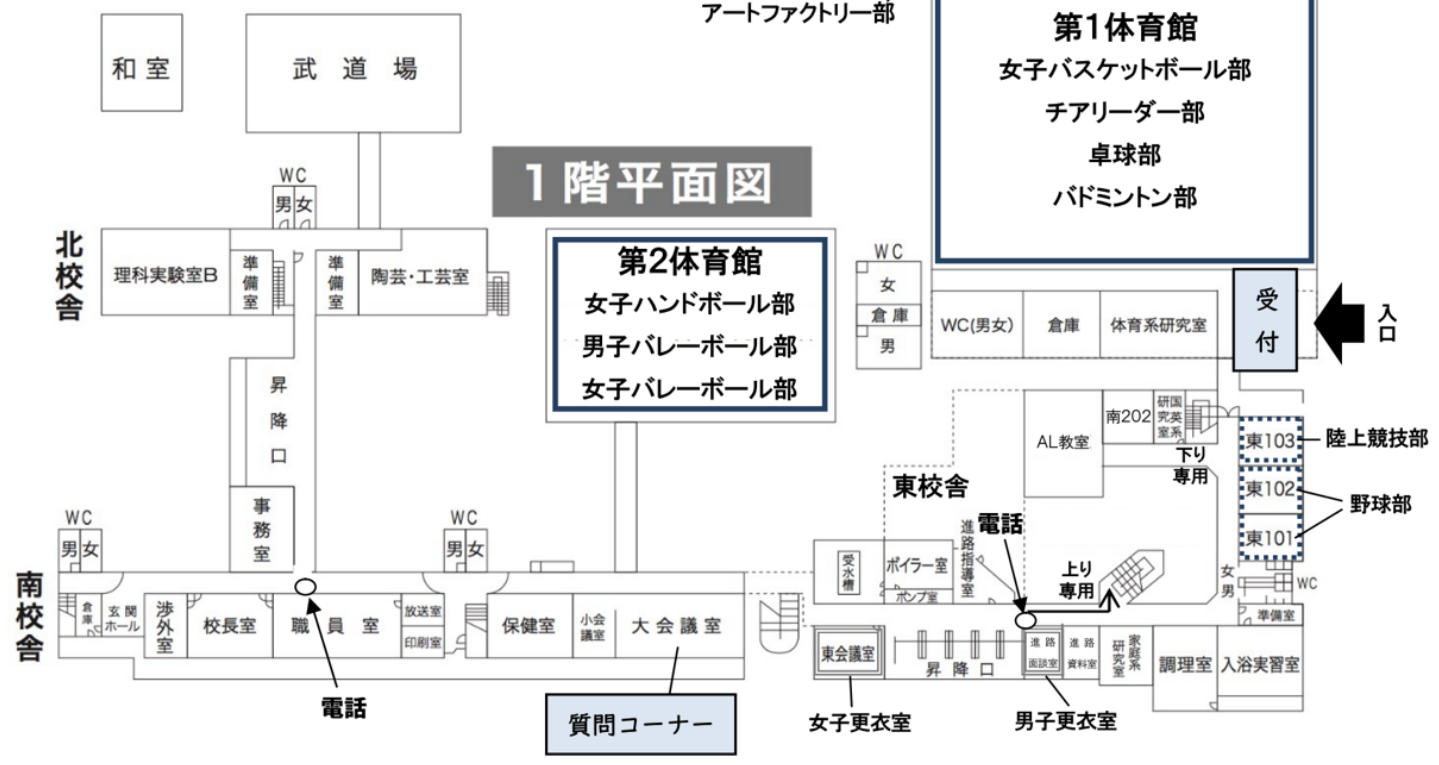 アートファクトリー部
第1体育館
女子バスケットボール部
チアリーダー部
卓球部
バドミントン部
和室
武道場
1階平面図
WC
男女
北校舎
理科実験室B
準備室
準備室
陶芸・工芸室
第2体育館
女子ハンドボール部
男子バレーボール部
女子バレーボール部
WC
女
倉庫
男
WC(男女)
倉庫
体育系研究室
受付
入口
昇降口
事務室
AL教室
南202
国英系研究室
下り専用
東103
陸上競技部
東102
野球部
東101
東校舎
電話
WC
男女
WC
男女
受水槽
ボイラー室
ポンプ室
進路指導室
上り専用
女男
WC
南校舎
倉庫
玄関ホール
渉外室
校長室
職員室
放送室
印刷室
保健室
小会議室
大会議室
東会議室
昇降口
進路面談室
進路資料室
家庭系研究室
調理室
準備室
入浴実習室
電話
質問コーナー
女子更衣室
男子更衣室